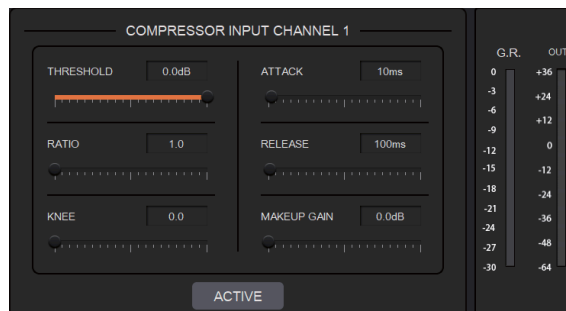 COMPRESSOR INPUT CHANNEL 1
THRESHOLD 0.0dB
ATTACK 10ms
RATIO 1.0
RELEASE 100ms
KNEE 0.0
MAKEUP GAIN 0.0dB
ACTIVE
G.R.
0
-3
-6
-9
-12
-15
-18
-21
-24
-27
-30
OUT
+36
+24
+12
0
-12
-24
-36
-48
-64